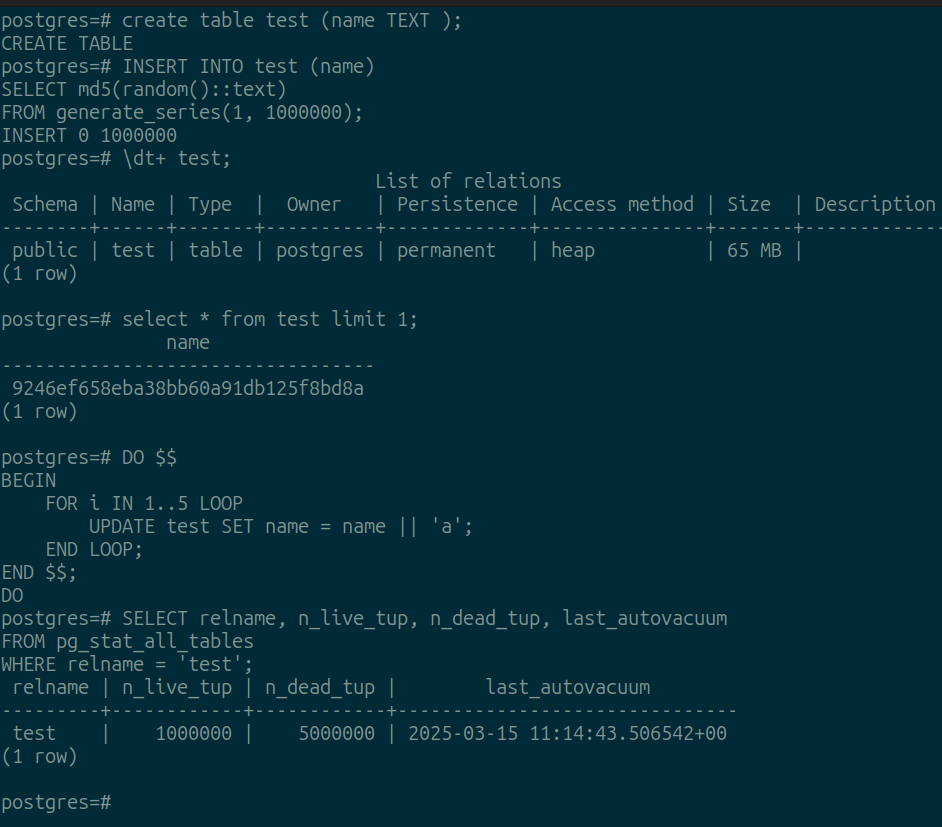 postgres=# create table test (name TEXT );
CREATE TABLE
postgres=# INSERT INTO test (name)
SELECT md5(random()::text)
FROM generate_series(1, 1000000);
INSERT 0 1000000
postgres=# \dt+ test;
                                  List of relations
 Schema | Name | Type  |  Owner   | Persistence | Access method | Size  | Description
--------+------+-------+----------+-------------+---------------+-------+-------------
 public | test | table | postgres | permanent   | heap          | 65 MB |
(1 row)

postgres=# select * from test limit 1;
               name
----------------------------------
 9246ef658eba38bb60a91db125f8bd8a
(1 row)

postgres=# DO $$
BEGIN
    FOR i IN 1..5 LOOP
        UPDATE test SET name = name || 'a';
    END LOOP;
END $$;
DO
postgres=# SELECT relname, n_live_tup, n_dead_tup, last_autovacuum
FROM pg_stat_all_tables
WHERE relname = 'test';
 relname | n_live_tup | n_dead_tup |        last_autovacuum
---------+------------+------------+-------------------------------
 test    |    1000000 |    5000000 | 2025-03-15 11:14:43.506542+00
(1 row)

postgres=#